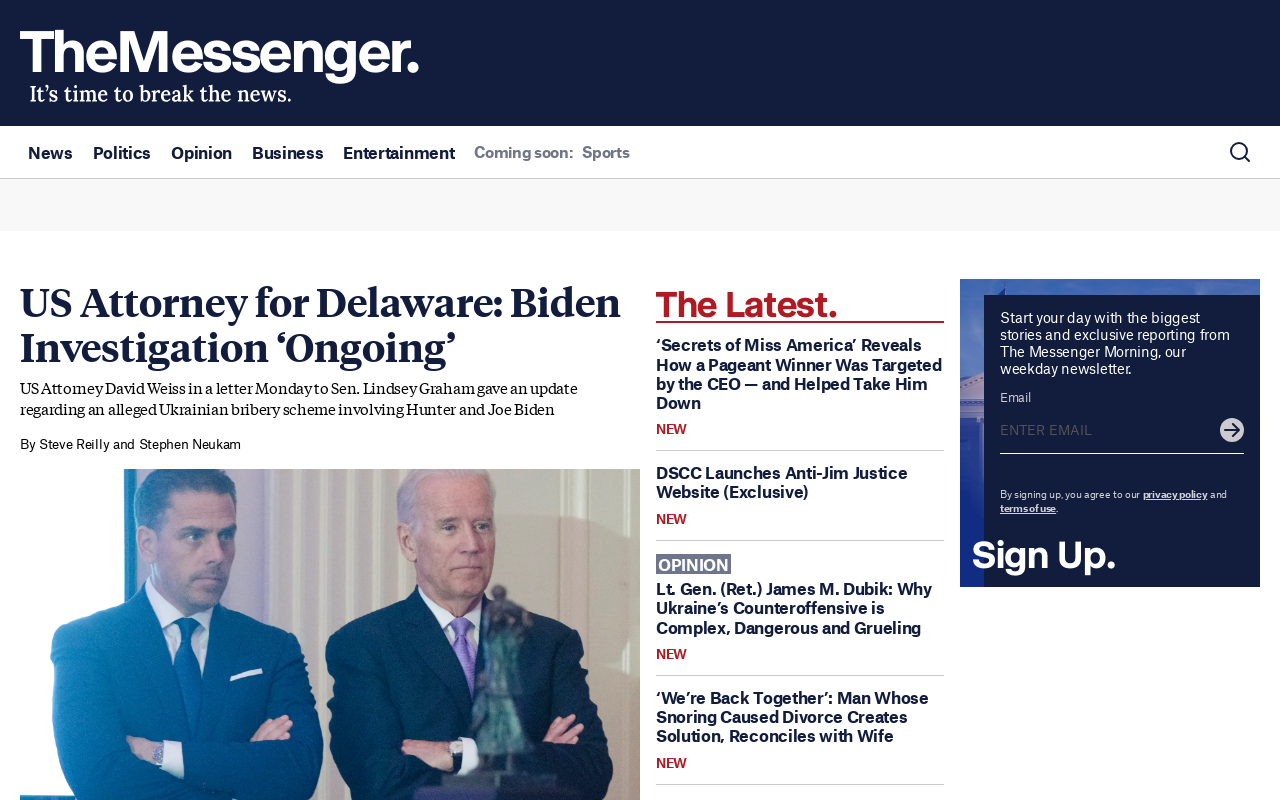 TheMessenger.
It's time to break the news.
News Politics Opinion Business Entertainment Coming soon: Sports
US Attorney for Delaware: Biden
Investigation ‘Ongoing’
US Attorney David Weiss in a letter Monday to Sen. Lindsey Graham gave an update
regarding an alleged Ukrainian bribery scheme involving Hunter and Joe Biden
By Steve Reilly and Stephen Neukam
The Latest.
‘Secrets of Miss America’ Reveals
How a Pageant Winner Was Targeted
by the CEO — and Helped Take Him
Down
NEW
DSCC Launches Anti-Jim Justice
Website (Exclusive)
NEW
OPINION
Lt. Gen. (Ret.) James M. Dubik: Why
Ukraine’s Counteroffensive is
Complex, Dangerous and Grueling
NEW
‘We’re Back Together’: Man Whose
Snoring Caused Divorce Creates
Solution, Reconciles with Wife
NEW
Start your day with the biggest
stories and exclusive reporting from
The Messenger Morning, our
weekday newsletter.
Email
ENTER EMAIL
By signing up, you agree to our privacy policy and
terms of use.
Sign Up.